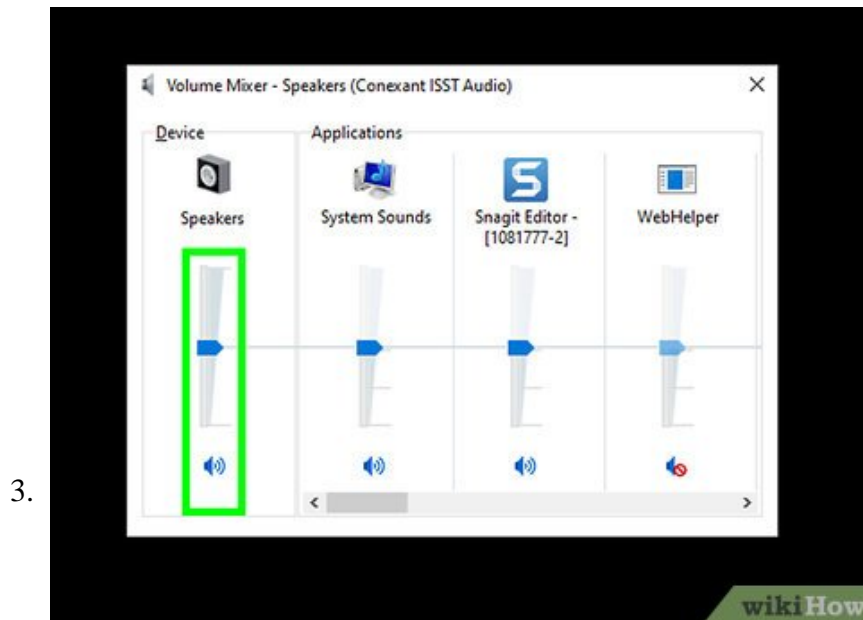 Volume Mixer - Speakers (Conexant ISST Audio)
Device
Applications
Speakers
System Sounds
Snagit Editor -
[1081777-2]
WebHelper
3.
wikiHow